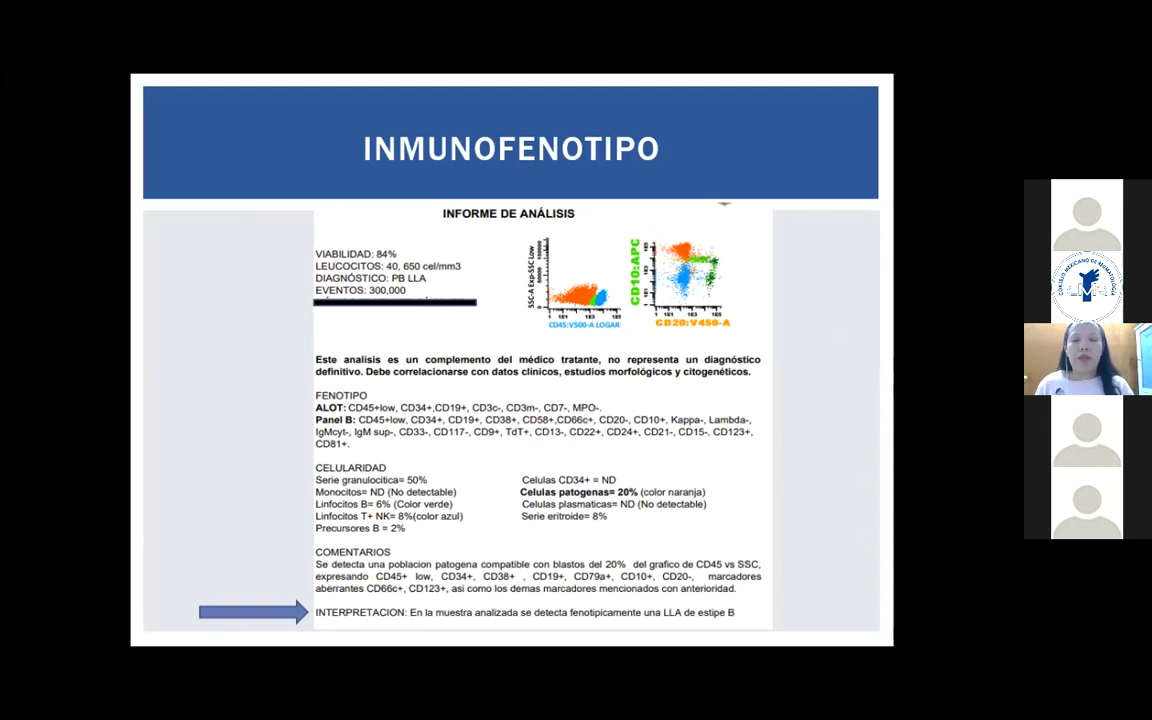 INMUNOFENOTIPO
INFORME DE ANÁLISIS
VIABILIDAD: 84%
LEUCOCITOS: 40, 650 cel/mm3
DIAGNÓSTICO: PB LLA
EVENTOS: 300,000
SSC-A Exp-SSC Low
CD45:V500-A LOGAR
CD10:APC
CD20:V450-A
Este analisis es un complemento del médico tratante, no representa un diagnóstico
definitivo. Debe correlacionarse con datos clínicos, estudios morfológicos y citogenéticos.
FENOTIPO
ALOT: CD45+low, CD34+,CD19+, CD3c-, CD3m-, CD7-, MPO-.
Panel B: CD45+low, CD34+, CD19+, CD38+, CD58+,CD66c+, CD20-, CD10+, Kappa-, Lambda-,
IgMcyt-, IgM sup-, CD33-, CD117-, CD9+, TdT+, CD13-, CD22+, CD24+, CD21-, CD15-, CD123+,
CD81+.
CELULARIDAD
Serie granulocitica= 50%
Monocitos= ND (No detectable)
Linfocitos B= 6% (Color verde)
Linfocitos T+ NK= 8%(color azul)
Precursores B = 2%
Celulas CD34+ = ND
Celulas patogenas= 20% (color naranja)
Celulas plasmaticas= ND (No detectable)
Serie eritroide= 8%
COMENTARIOS
Se detecta una poblacion patogena compatible con blastos del 20% del grafico de CD45 vs SSC,
expresando CD45+ low, CD34+, CD38+ , CD19+, CD79a+, CD10+, CD20-, marcadores
aberrantes CD66c+, CD123+, asi como los demas marcadores mencionados con anterioridad.
INTERPRETACION: En la muestra analizada se detecta fenotipicamente una LLA de estipe B
CONSEJO MEXICANO DE REUMATOLOGIA
CMR